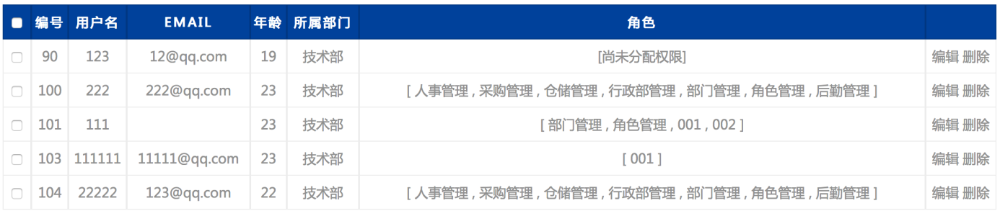 编号 用户名 EMAIL 年龄 所属部门 角色
90 123 12@qq.com 19 技术部 [尚未分配权限] 编辑 删除
100 222 222@qq.com 23 技术部 [ 人事管理 , 采购管理 , 仓储管理 , 行政部管理 , 部门管理 , 角色管理 , 后勤管理 ] 编辑 删除
101 111 23 技术部 [ 部门管理 , 角色管理 , 001 , 002 ] 编辑 删除
103 111111 11111@qq.com 23 技术部 [ 001 ] 编辑 删除
104 22222 123@qq.com 22 技术部 [ 人事管理 , 采购管理 , 仓储管理 , 行政部管理 , 部门管理 , 角色管理 , 后勤管理 ] 编辑 删除